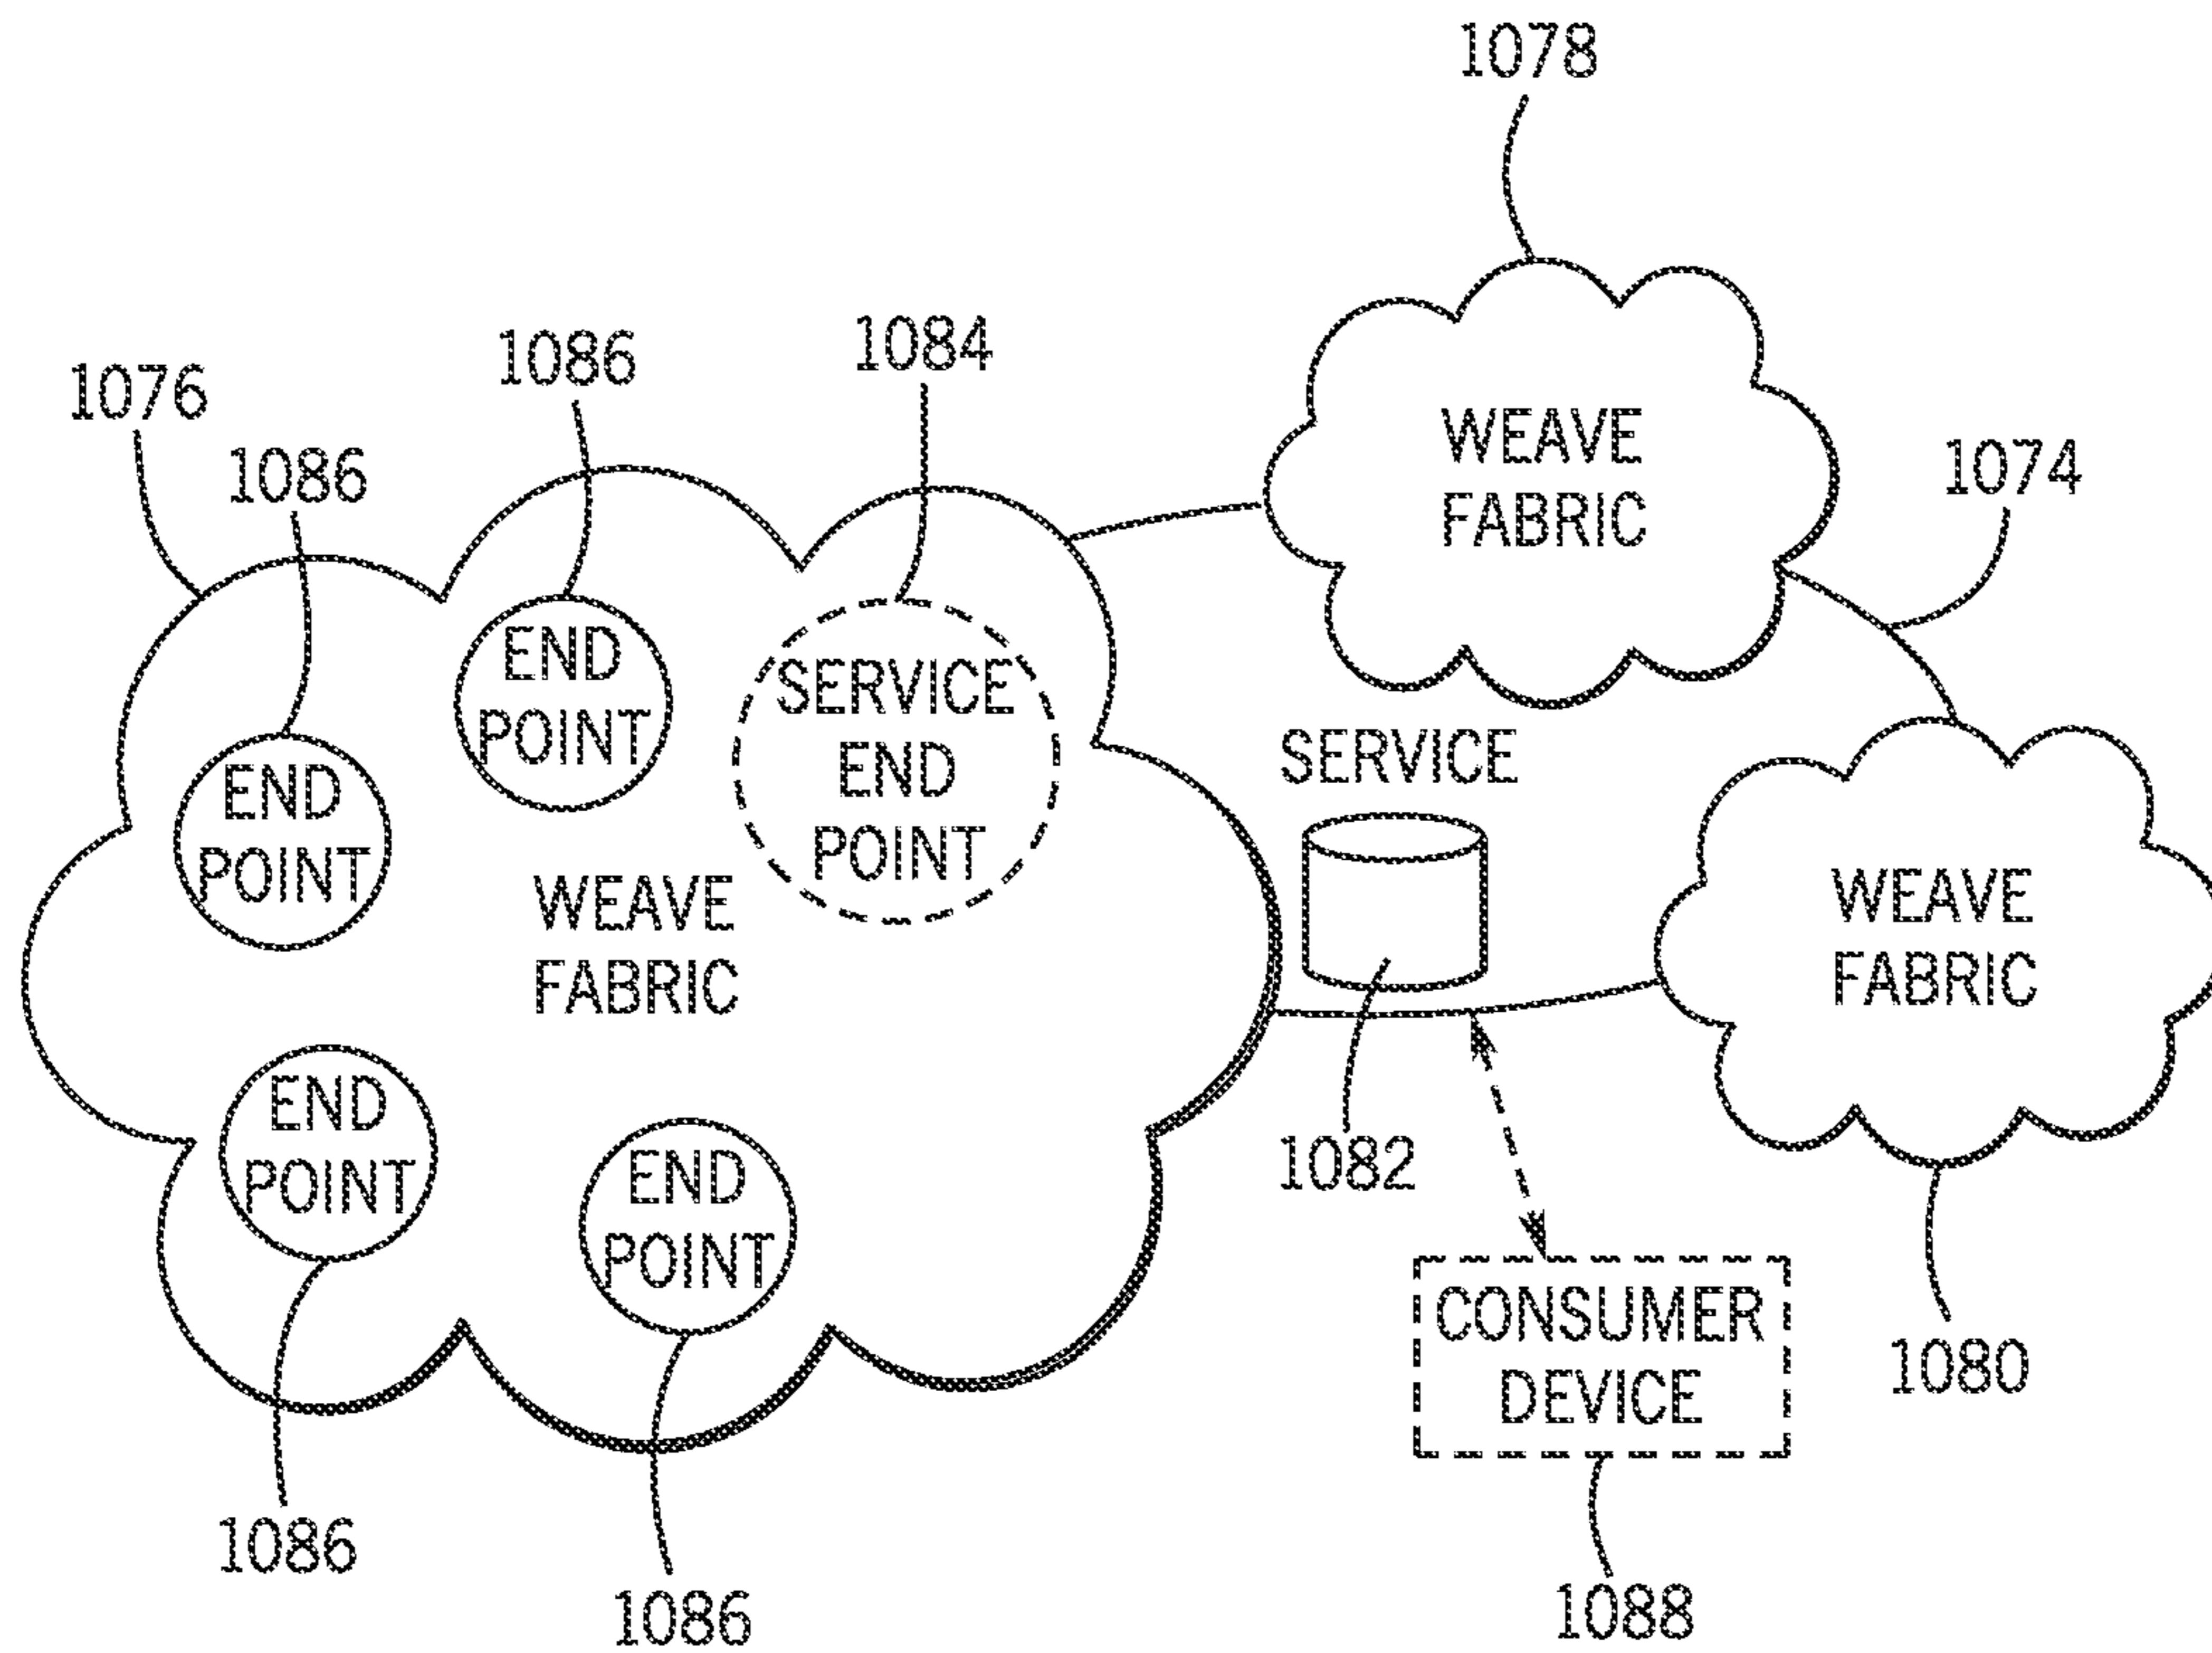 1078
1076
1086
1086
1084
WEAVE
FABRIC
1074
END
POINT
END
POINT
SERVICE
END
POINT
WEAVE
FABRIC
SERVICE
WEAVE
FABRIC
END
POINT
END
POINT
1082
CONSUMER
DEVICE
1080
1086
1086
1088